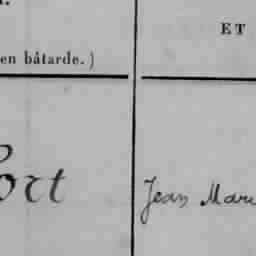 ET
en bâtarde.)
ort
Jean Mari